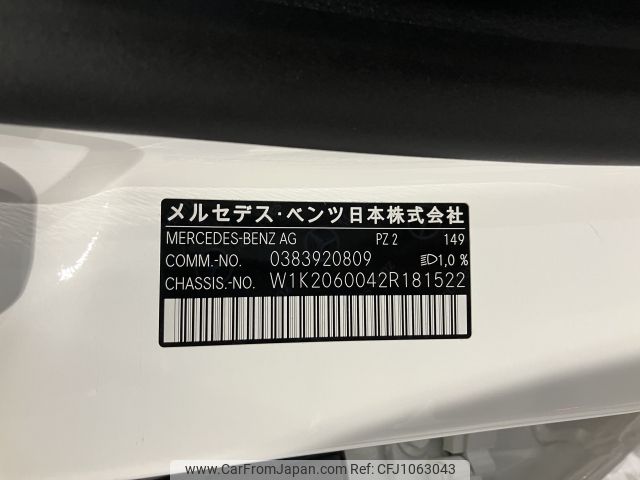 メルセデス・ベンツ日本株式会社
MERCEDES-BENZ AG PZ 2 149
COMM.-NO. 0383920809 1,0 %
CHASSIS.-NO. W1K2060042R181522
www.CarFromJapan.com | Ref. CFJ1063043